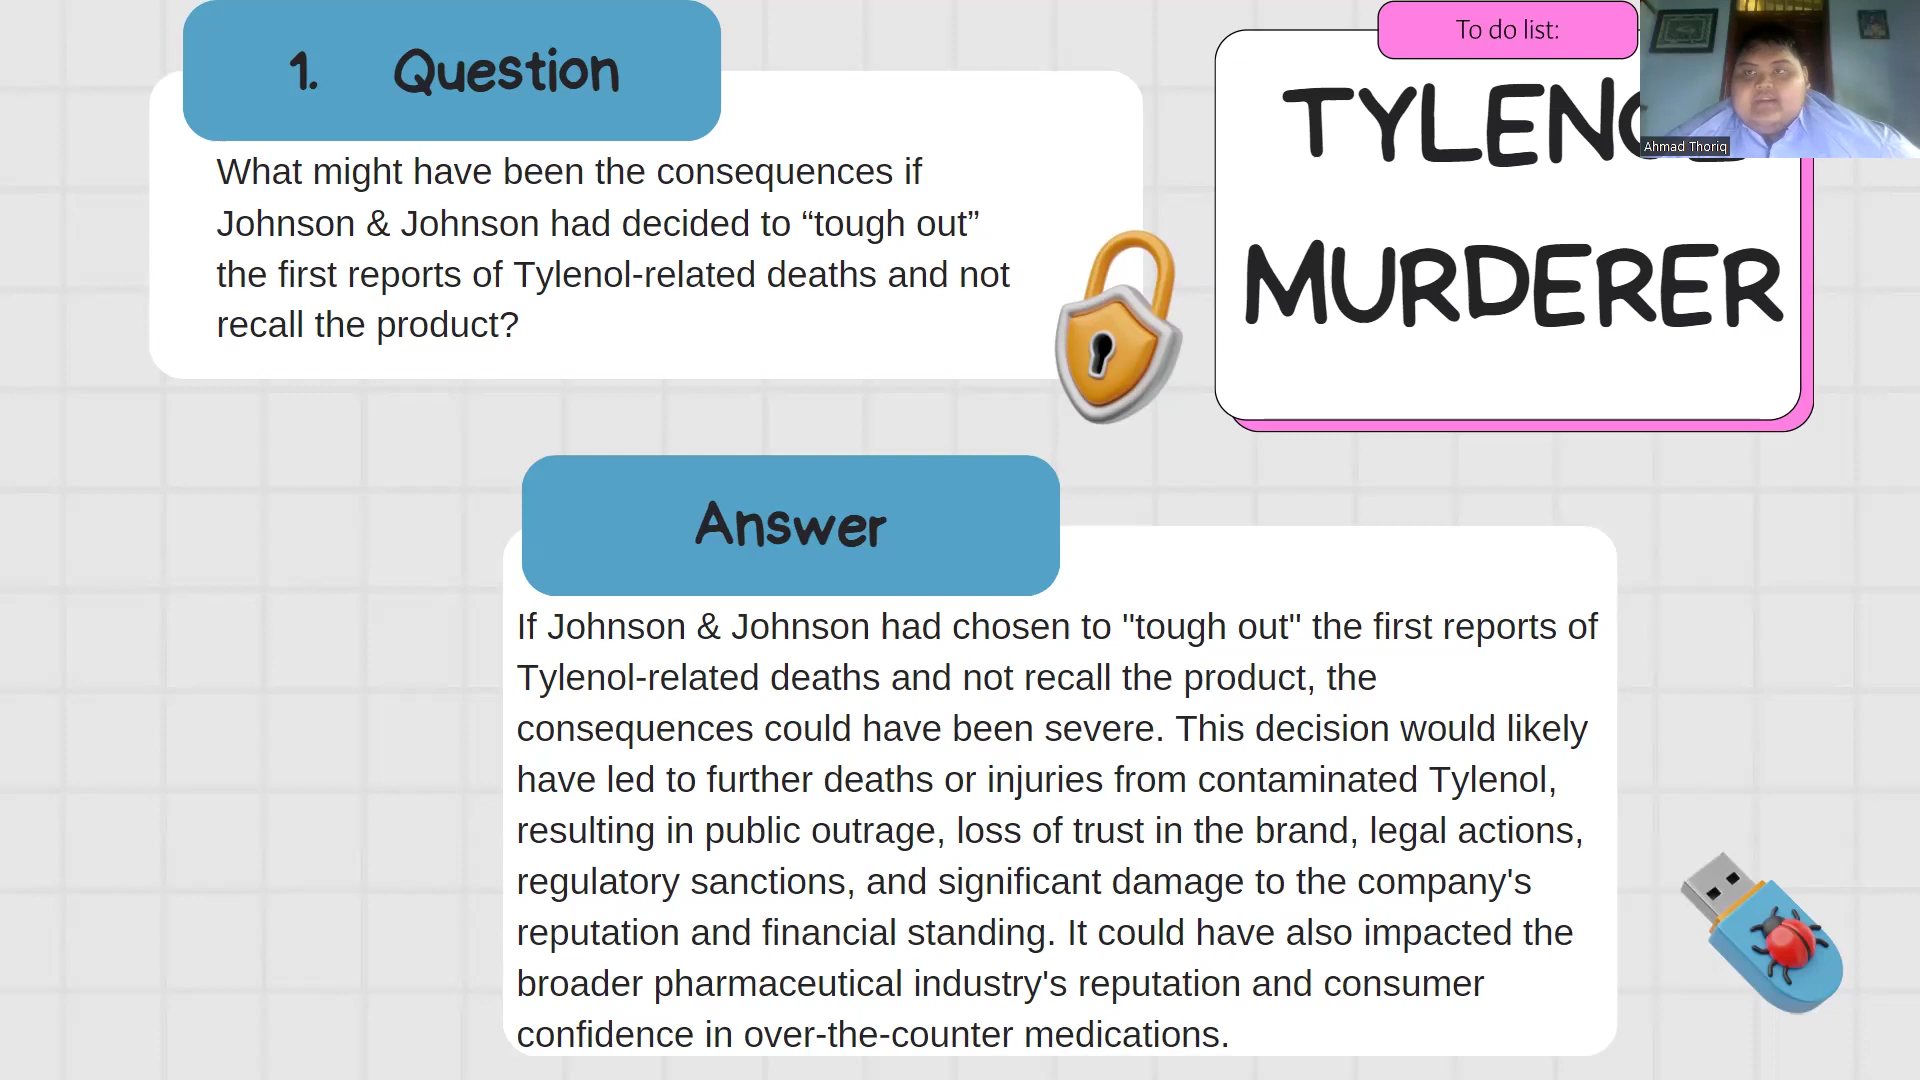 1. Question
What might have been the consequences if
Johnson & Johnson had decided to “tough out”
the first reports of Tylenol-related deaths and not
recall the product?
To do list:
MURDERER
Ahmad Thoriq
Answer
If Johnson & Johnson had chosen to "tough out" the first reports of
Tylenol-related deaths and not recall the product, the
consequences could have been severe. This decision would likely
have led to further deaths or injuries from contaminated Tylenol,
resulting in public outrage, loss of trust in the brand, legal actions,
regulatory sanctions, and significant damage to the company's
reputation and financial standing. It could have also impacted the
broader pharmaceutical industry's reputation and consumer
confidence in over-the-counter medications.